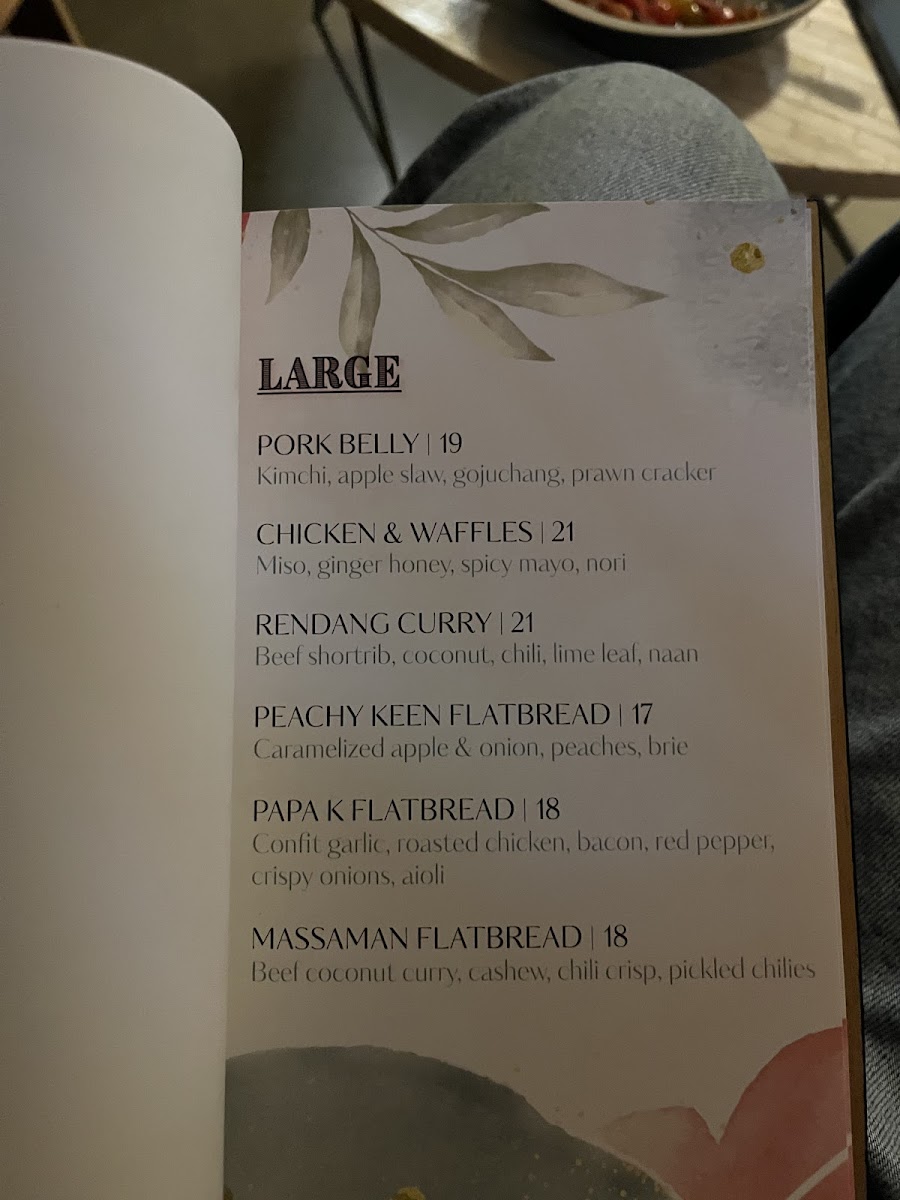 LARGE
PORK BELLY | 19
Kimchi, apple slaw, gojuchang, prawn cracker
CHICKEN & WAFFLES | 21
Miso, ginger honey, spicy mayo, nori
RENDANG CURRY | 21
Beef shortrib, coconut, chili, lime leaf, naan
PEACHY KEEN FLATBREAD | 17
Caramelized apple & onion, peaches, brie
PAPA K FLATBREAD | 18
Confit garlic, roasted chicken, bacon, red pepper,
crispy onions, aioli
MASSAMAN FLATBREAD | 18
Beef coconut curry, cashew, chili crisp, pickled chilies